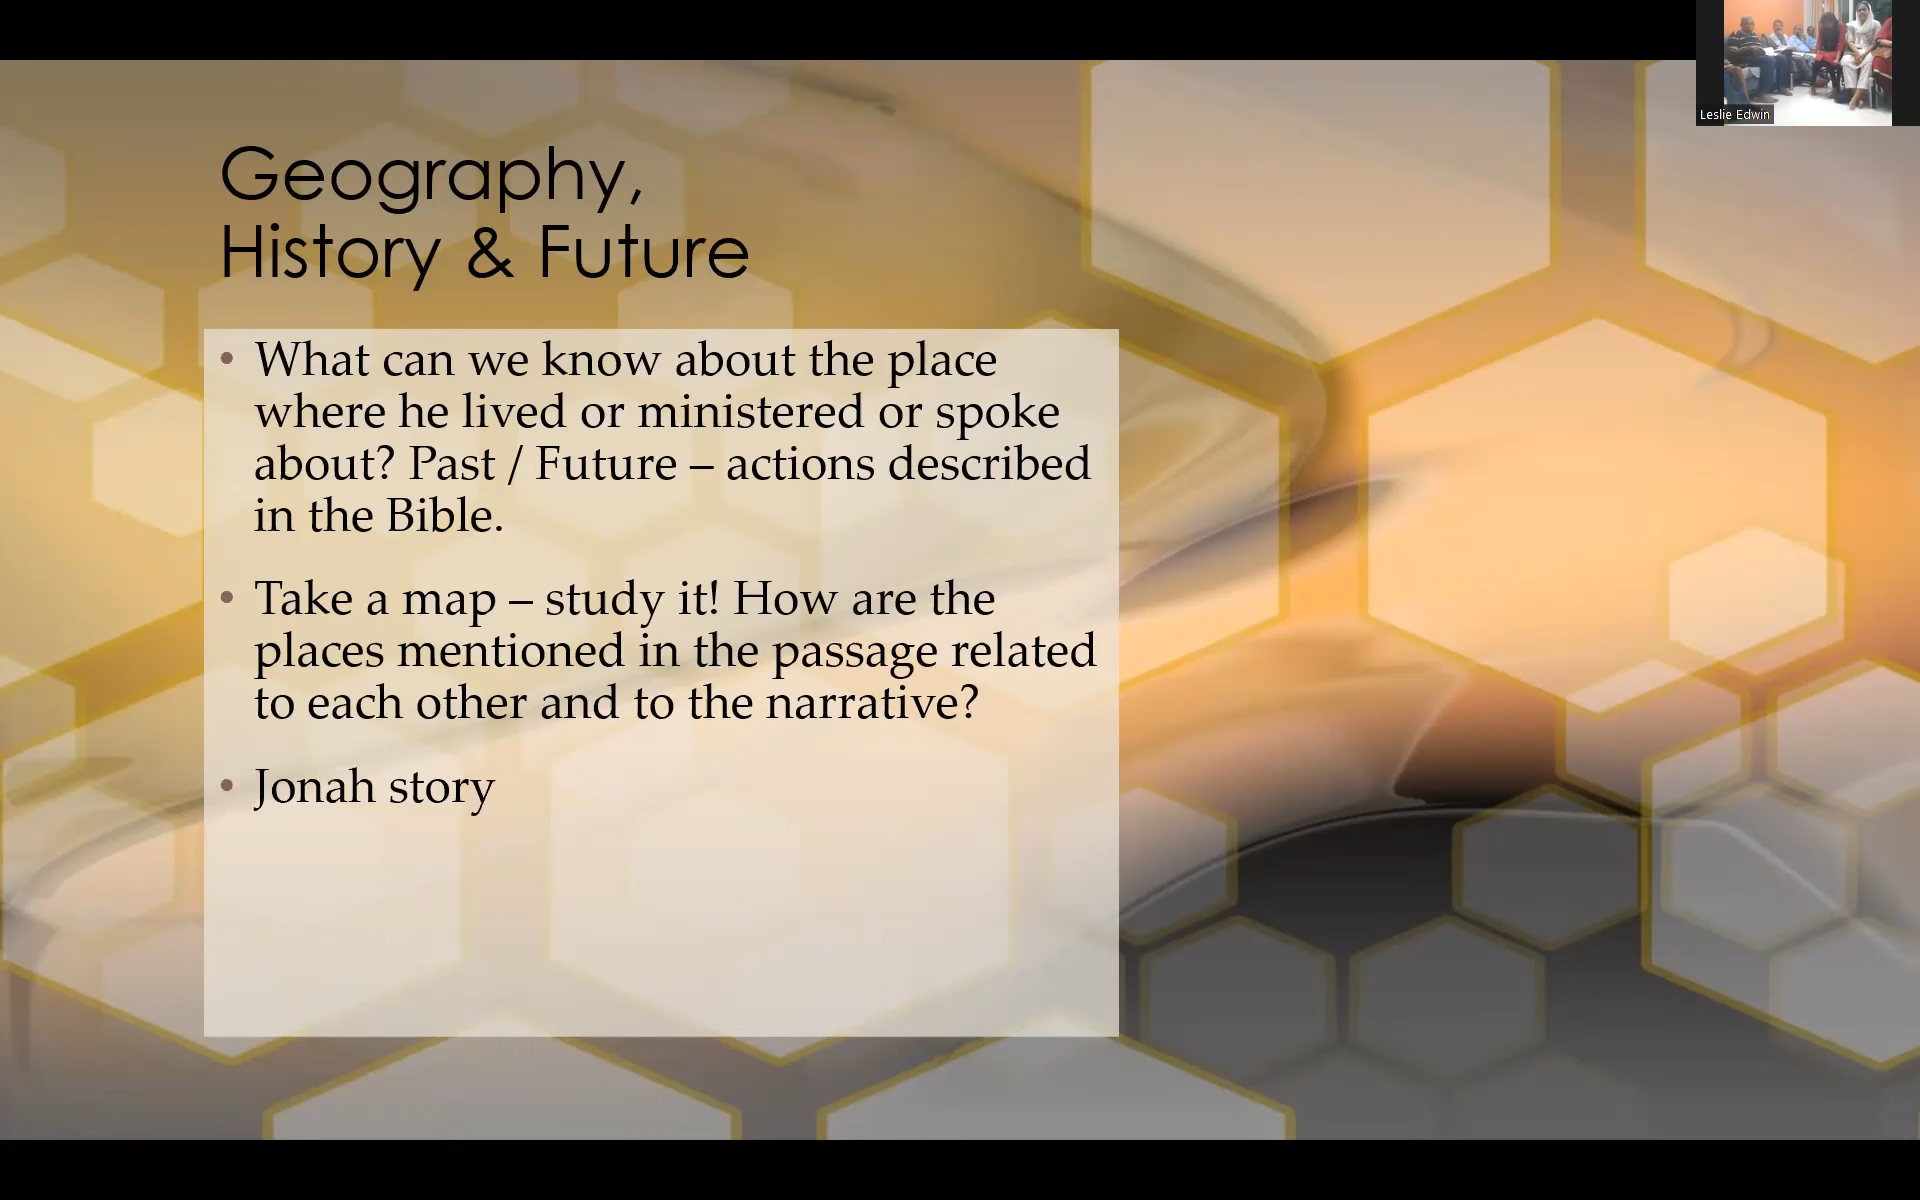 Leslie Edwin
Geography,
History & Future
• What can we know about the place
where he lived or ministered or spoke
about? Past / Future – actions described
in the Bible.
• Take a map – study it! How are the
places mentioned in the passage related
to each other and to the narrative?
• Jonah story